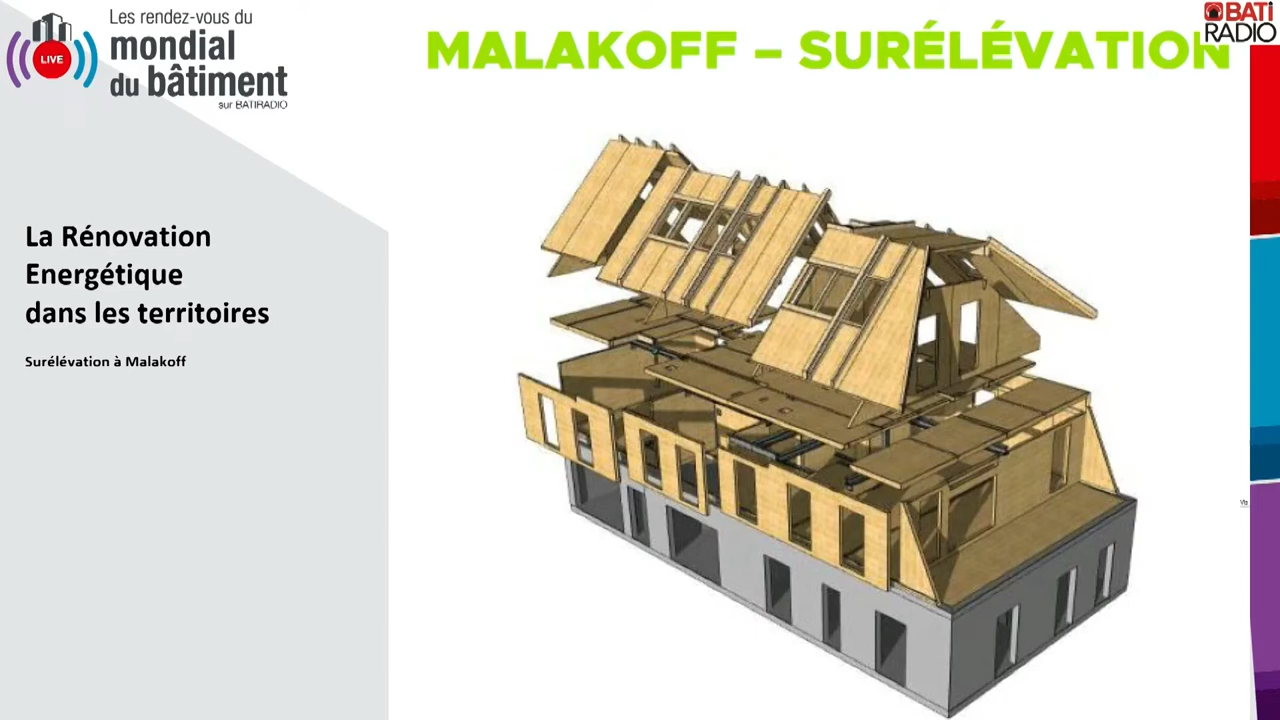 Les rendez-vous du
mondial
du bâtiment
sur BATIRADIO
LIVE
MALAKOFF – SURÉLÉVATION
BATI
RADIO
La Rénovation
Energétique
dans les territoires
Surélévation à Malakoff